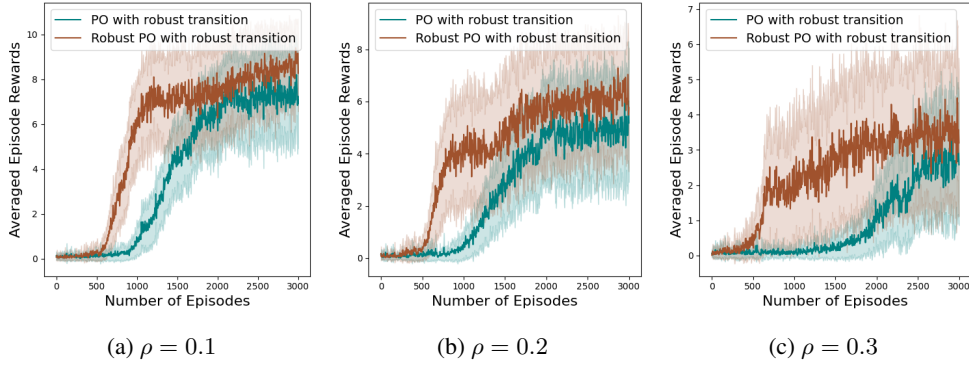 PO with robust transition
Robust PO with robust transition
10
8
6
4
2
0
0
500
1000
1500
2000
2500
3000
Averaged Episode Rewards
Number of Episodes
(a) ρ = 0.1
PO with robust transition
Robust PO with robust transition
8
6
4
2
0
0
500
1000
1500
2000
2500
3000
Averaged Episode Rewards
Number of Episodes
(b) ρ = 0.2
PO with robust transition
Robust PO with robust transition
7
6
5
4
3
2
1
0
0
500
1000
1500
2000
2500
3000
Averaged Episode Rewards
Number of Episodes
(c) ρ = 0.3